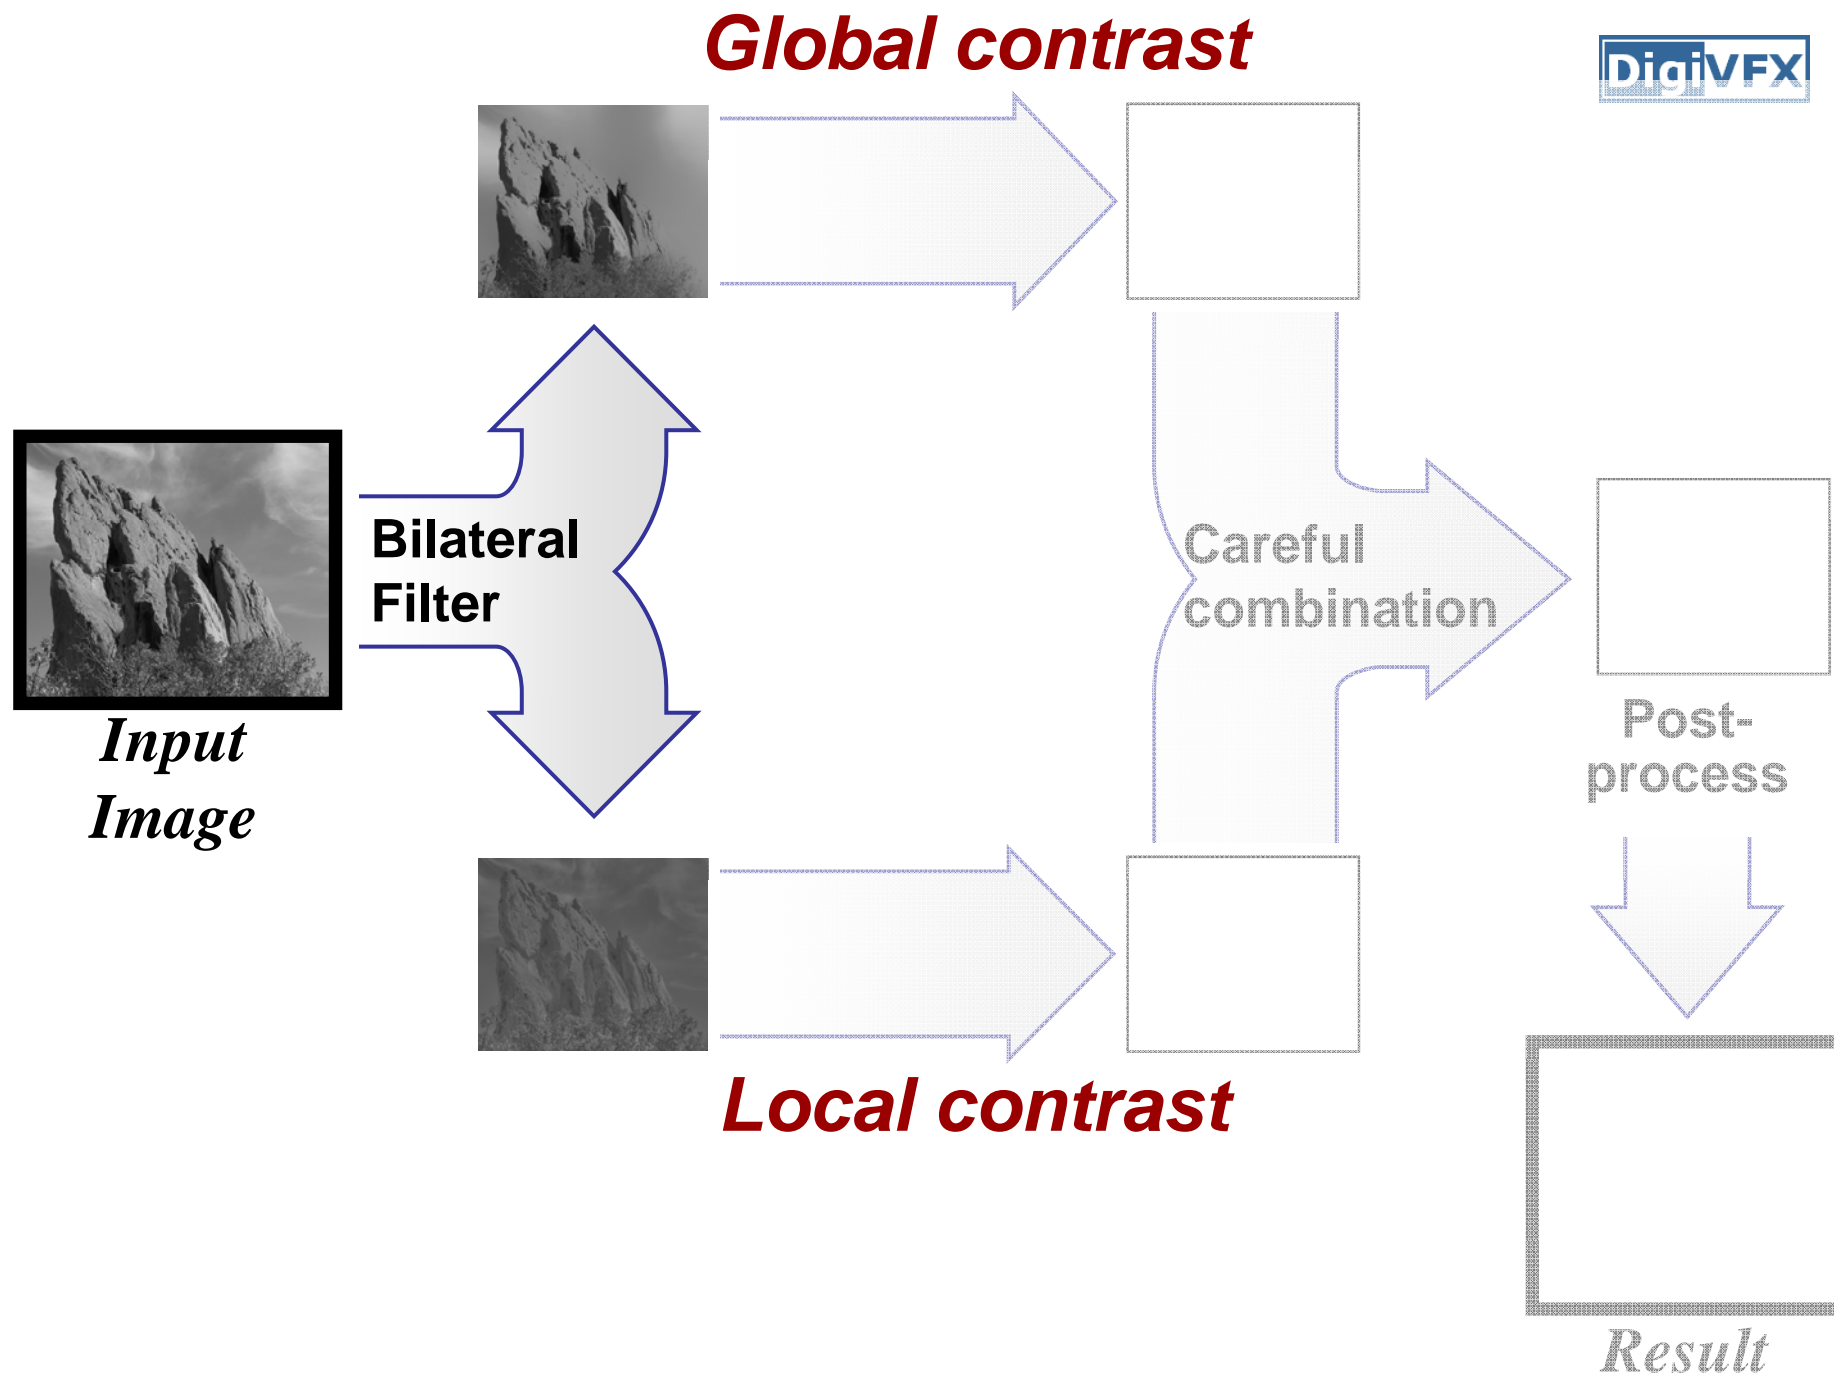 Global contrast
DigiVFX
Bilateral
Filter
Careful
combination
Input
Image
Post-
process
Local contrast
Result